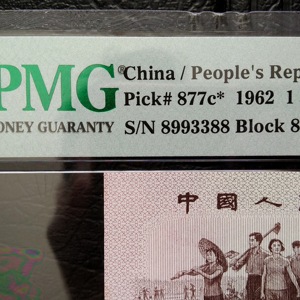 PMG® China / People's Rep
Pick# 877c* 1962 1
ONEY GUARANTY S/N 8993388 Block 8
中國人